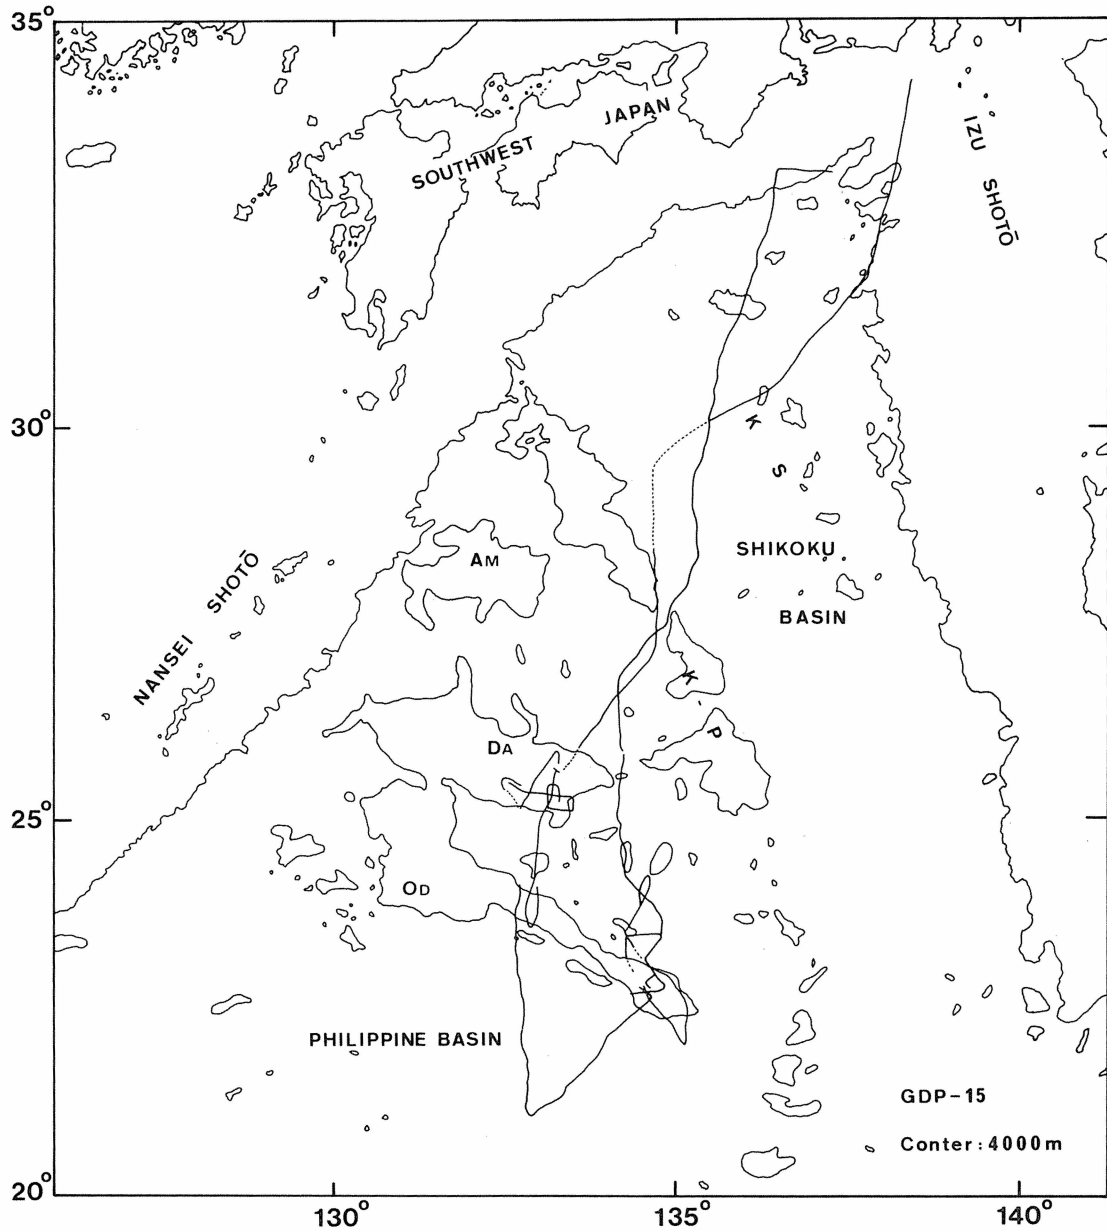 35°
JAPAN
SOUTHWEST
IZU SHOTŌ
30°
K
S
SHIKOKU
BASIN
AM
NANSEI SHOTŌ
K
-
P
DA
25°
OD
PHILIPPINE BASIN
GDP-15
Conter:4000m
20°
130°
135°
140°